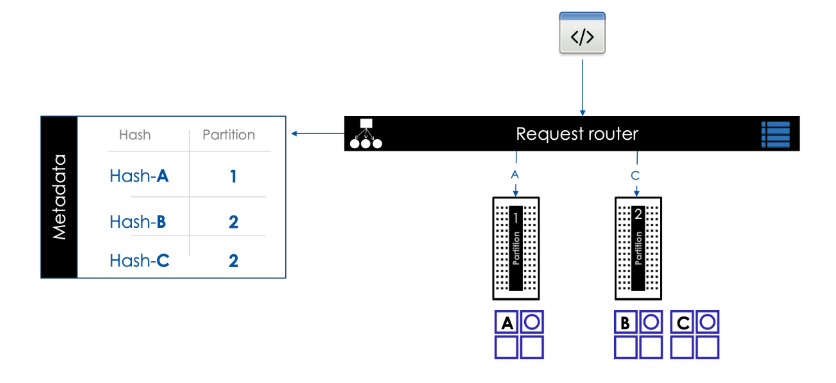 </>
Request router
Metadata
Hash Partition
Hash-A 1
Hash-B 2
Hash-C 2
A
C
1
Partition
2
Partition
A
B
C